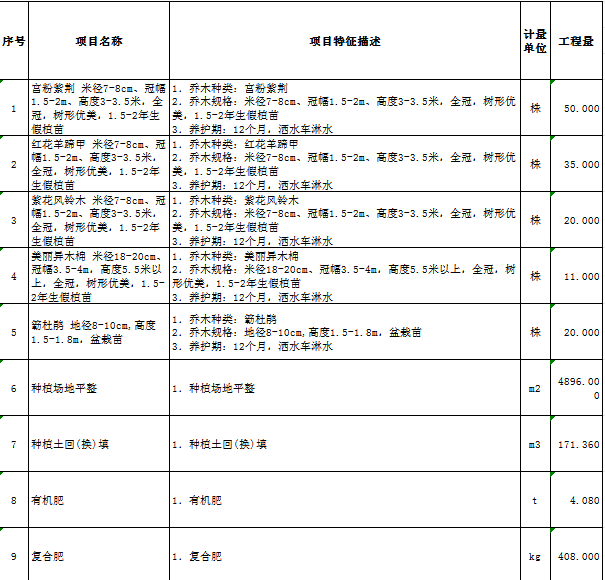 序号 项目名称 项目特征描述 计量单位 工程量
1
宫粉紫荆 米径7-8cm、冠幅
1.5-2m、高度3-3.5米，全
冠，树形优美，1.5-2年生
假植苗
1. 乔木种类：宫粉紫荆
2. 乔木规格：米径7-8cm、冠幅1.5-2m、高度3-3.5米，全冠，树形优
美，1.5-2年生假植苗
3. 养护期：12个月，洒水车淋水
株 50.000
2
红花羊蹄甲 米径7-8cm、冠
幅1.5-2m、高度3-3.5米，
全冠，树形优美，1.5-2年
生假植苗
1. 乔木种类：红花羊蹄甲
2. 乔木规格：米径7-8cm、冠幅1.5-2m、高度3-3.5米，全冠，树形优
美，1.5-2年生假植苗
3. 养护期：12个月，洒水车淋水
株 35.000
3
紫花风铃木 米径7-8cm、冠
幅1.5-2m、高度3-3.5米，
全冠，树形优美，1.5-2年
生假植苗
1. 乔木种类：紫花风铃木
2. 乔木规格：米径7-8cm、冠幅1.5-2m、高度3-3.5米，全冠，树形优
美，1.5-2年生假植苗
3. 养护期：12个月，洒水车淋水
株 20.000
4
美丽异木棉 米径18-20cm、
冠幅3.5-4m，高度5.5米以
上，全冠，树形优美，1.5-
2年生假植苗
1. 乔木种类：美丽异木棉
2. 乔木规格：米径18-20cm、冠幅3.5-4m，高度5.5米以上，全冠，树
形优美，1.5-2年生假植苗
3. 养护期：12个月，洒水车淋水
株 11.000
5
簕杜鹃 地径8-10cm,高度
1.5-1.8m，盆栽苗
1. 乔木种类：簕杜鹃
2. 乔木规格：地径8-10cm,高度1.5-1.8m，盆栽苗
3. 养护期：12个月，洒水车淋水
株 20.000
6 种植场地平整 1. 种植场地平整 m2 4896.000
7 种植土回(换)填 1. 种植土回(换)填 m3 171.360
8 有机肥 1. 有机肥 t 4.080
9 复合肥 1. 复合肥 kg 408.000